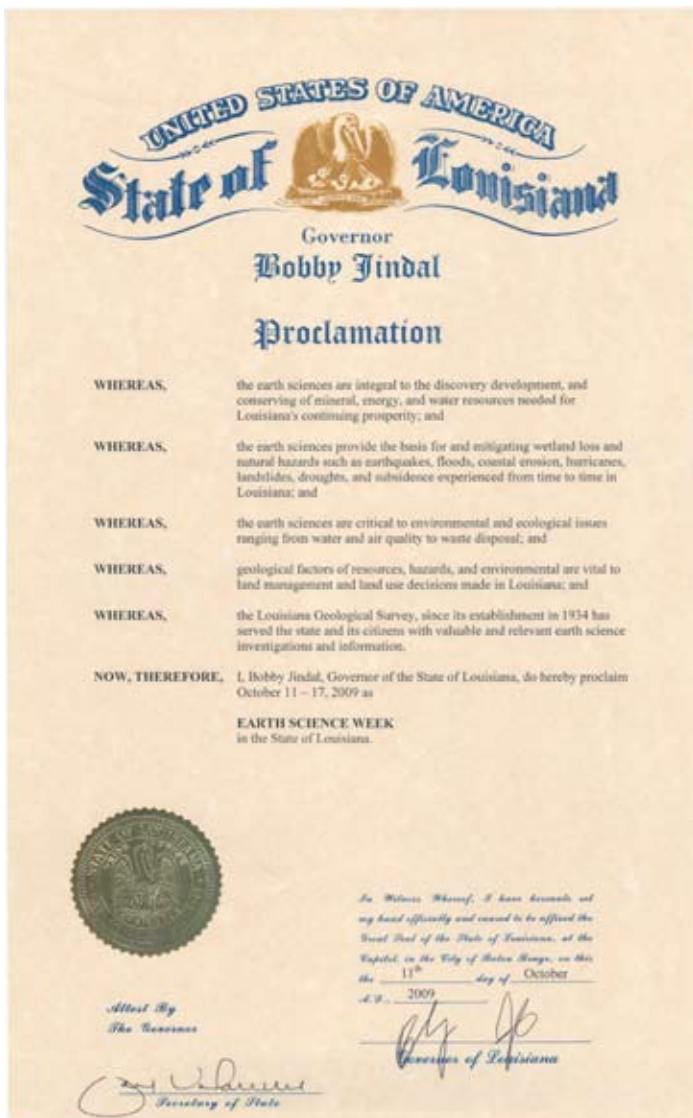 UNITED STATES OF AMERICA
State of Louisiana
Governor
Bobby Jindal
Proclamation
WHEREAS, the earth sciences are integral to the discovery development, and
conserving of mineral, energy, and water resources needed for
Louisiana's continuing prosperity; and
WHEREAS, the earth sciences provide the basis for and mitigating wetland loss and
natural hazards such as earthquakes, floods, coastal erosion, hurricanes,
landslides, droughts, and subsidence experienced from time to time in
Louisiana; and
WHEREAS, the earth sciences are critical to environmental and ecological issues
ranging from water and air quality to waste disposal; and
WHEREAS, geological factors of resources, hazards, and environmental are vital to
land management and land use decisions made in Louisiana; and
WHEREAS, the Louisiana Geological Survey, since its establishment in 1934 has
served the state and its citizens with valuable and relevant earth science
investigations and information.
NOW, THEREFORE, I, Bobby Jindal, Governor of the State of Louisiana, do hereby proclaim
October 11 – 17, 2009 as
EARTH SCIENCE WEEK
in the State of Louisiana.
STATE OF LOUISIANA
In Witness Whereof, I have hereunto set
my hand officially and caused to be affixed the
Great Seal of the State of Louisiana, at the
Capitol, in the City of Baton Rouge, on this
the 11th day of October
A.D., 2009
Attest By
The Governor
Governor of Louisiana
Secretary of State